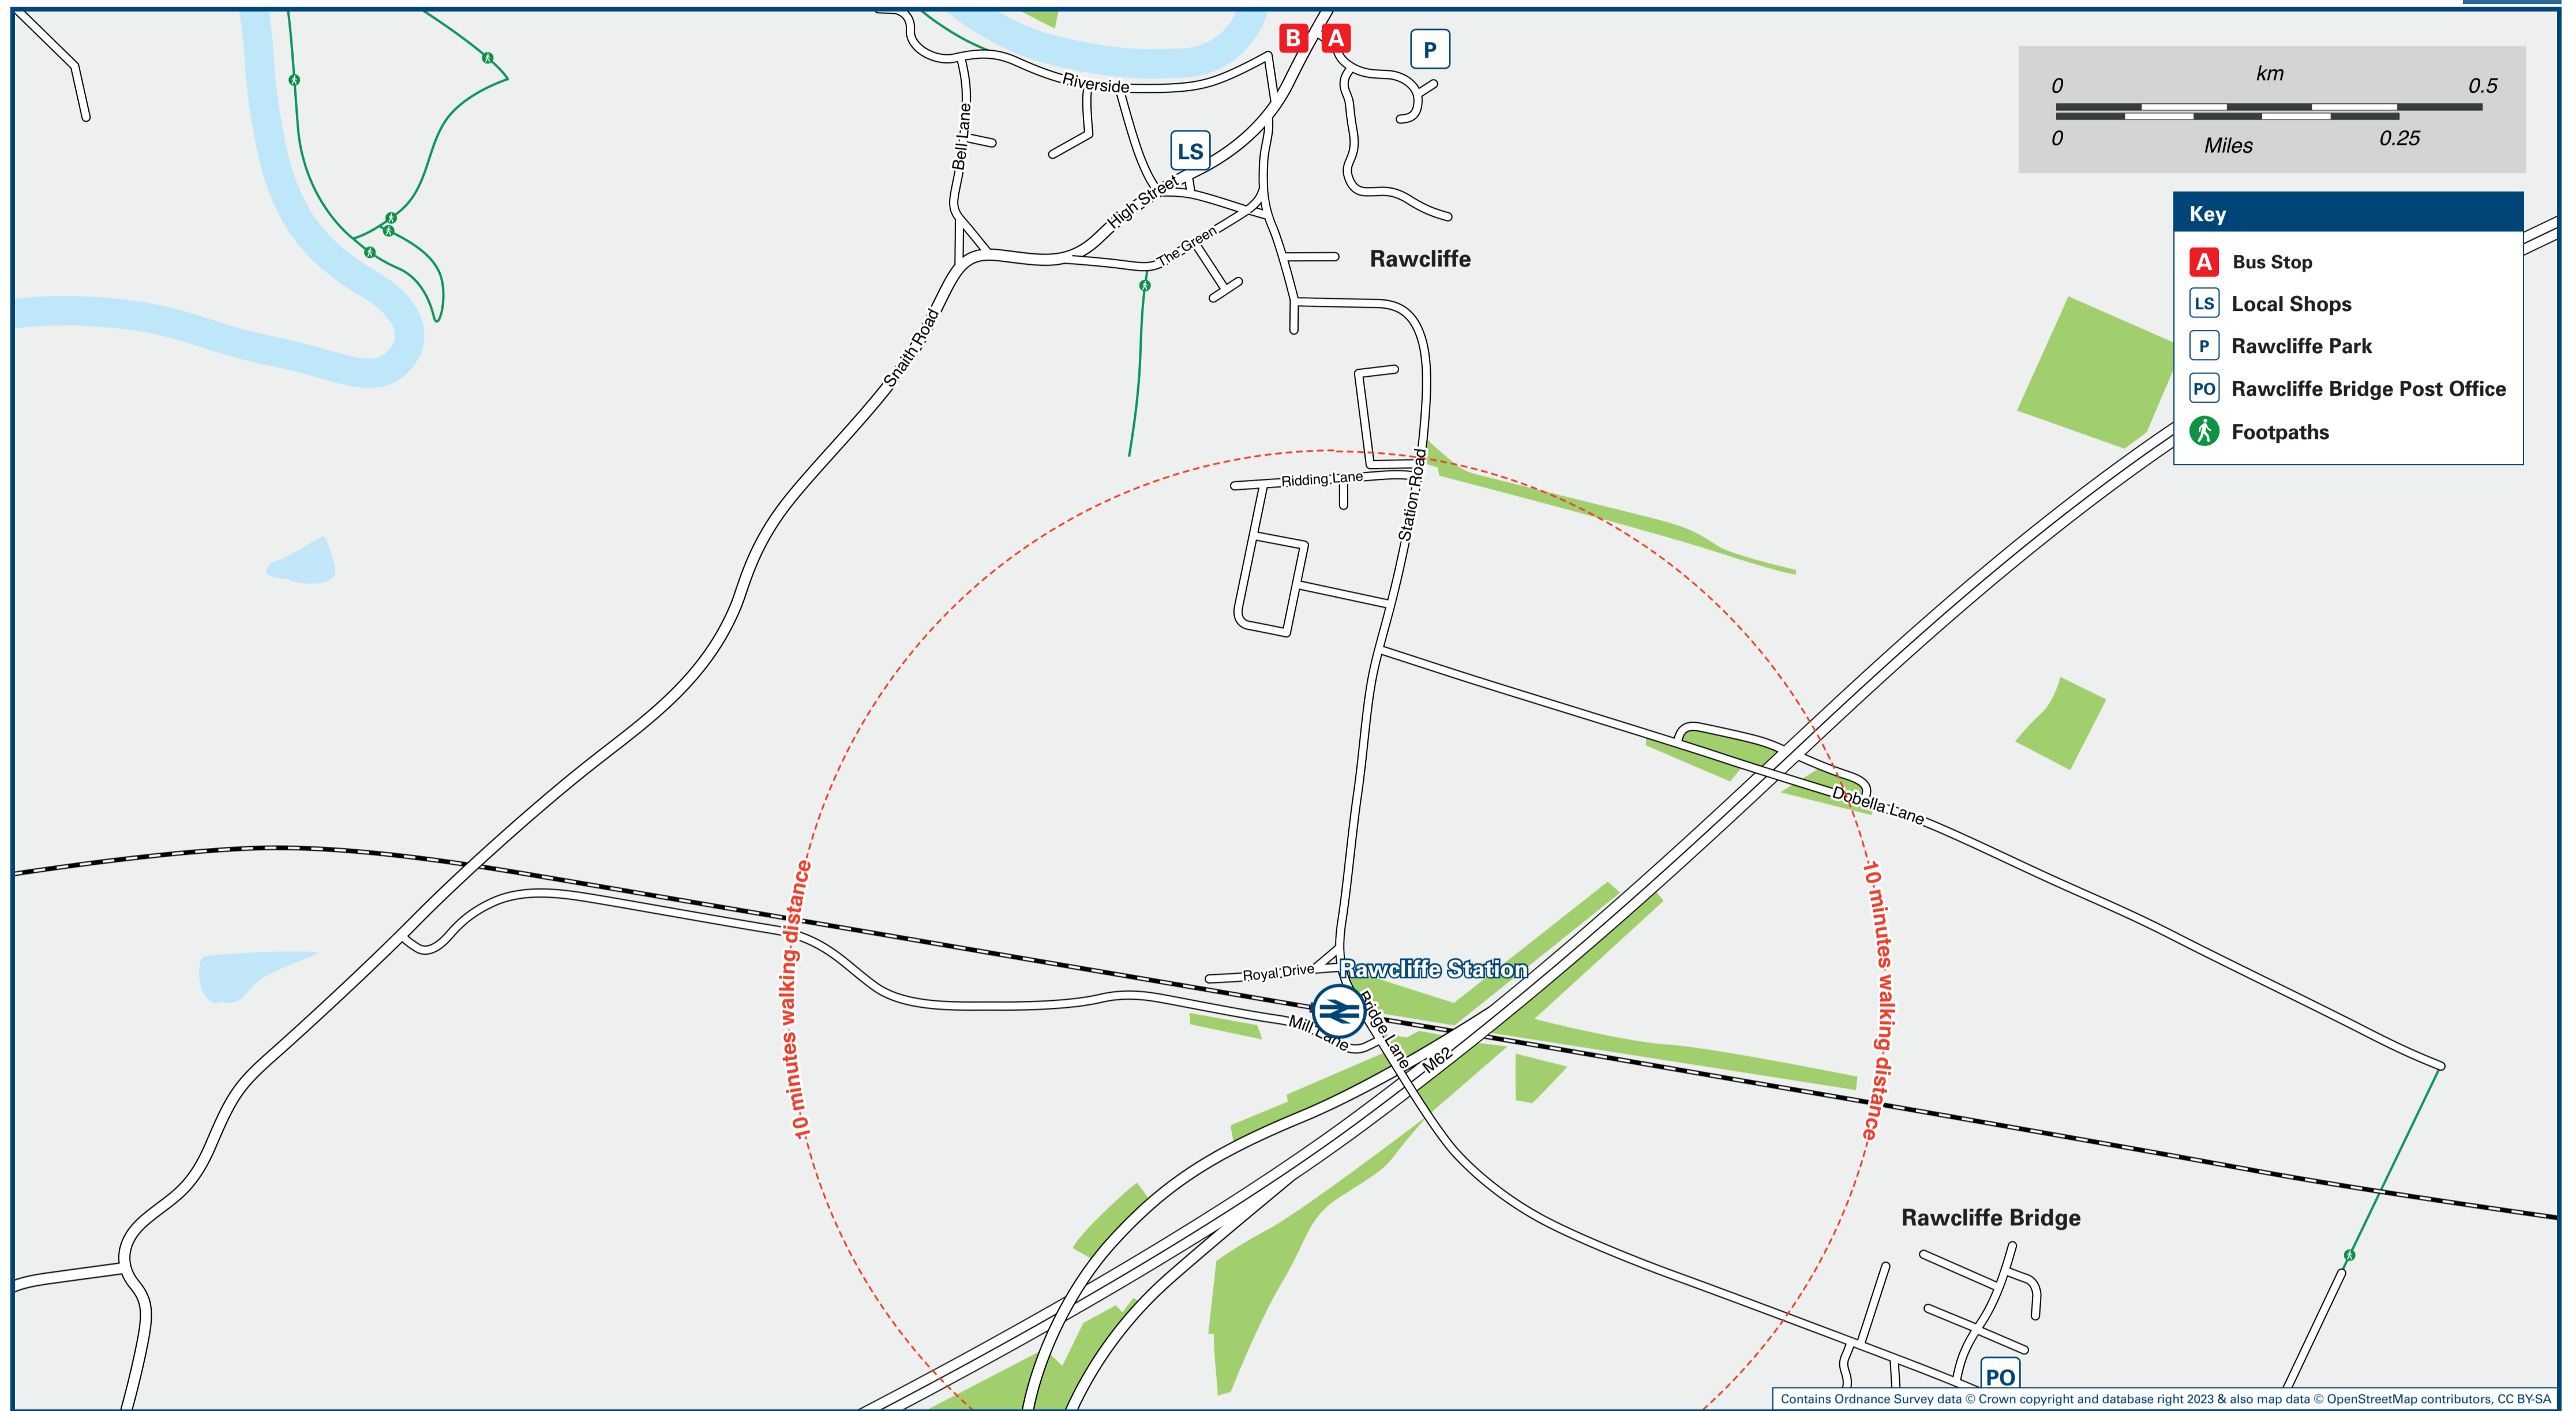 B
A
P
Riverside
Bell Lane
LS
High Street
The Green
Rawcliffe
Snaith Road
km
0
0.5
0
0.25
Miles
Key
A Bus Stop
LS Local Shops
P Rawcliffe Park
PO Rawcliffe Bridge Post Office
Footpaths
Ridding Lane
Station Road
Dobella Lane
10 minutes walking distance
10 minutes walking distance
Royal Drive
Rawcliffe Station
Bridge Lane
Mill Lane
M62
Rawcliffe Bridge
PO
Contains Ordnance Survey data © Crown copyright and database right 2023 & also map data © OpenStreetMap contributors, CC BY-SA